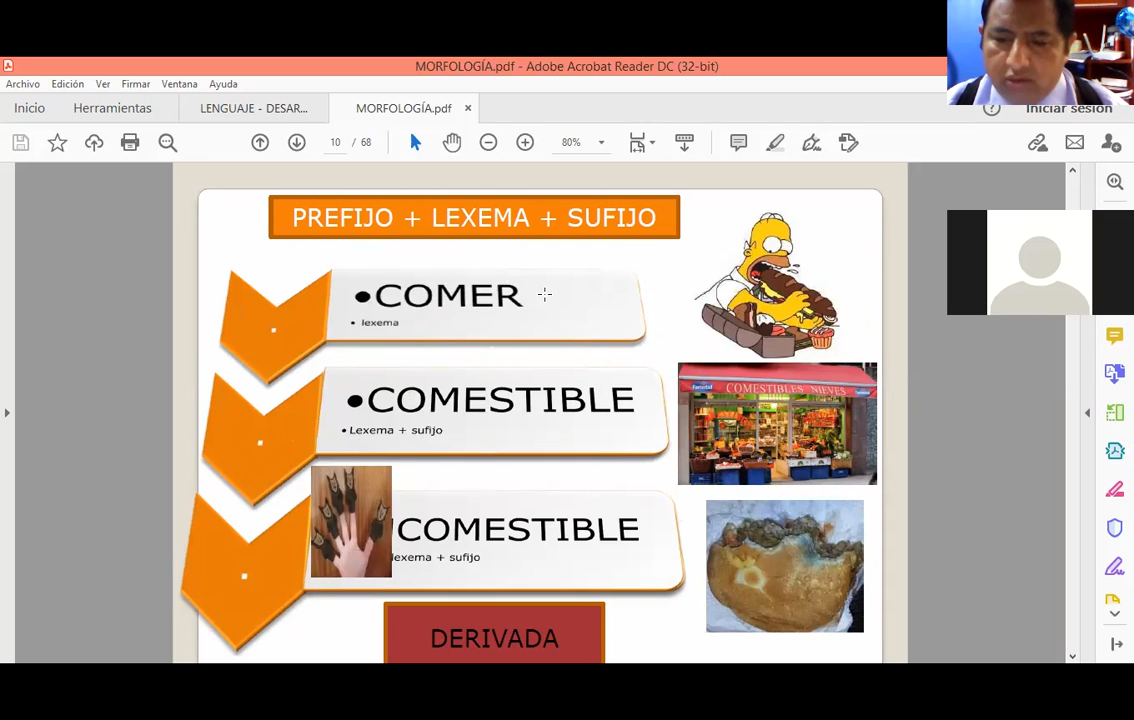 MORFOLOGÍA.pdf - Adobe Acrobat Reader DC (32-bit)
Archivo Edición Ver Firmar Ventana Ayuda
Inicio Herramientas LENGUAJE - DESAR... MORFOLOGÍA.pdf × Iniciar sesión
10 / 68 80%
PREFIJO + LEXEMA + SUFIJO
•COMER
• lexema
•COMESTIBLE
• Lexema + sufijo
COMESTIBLES NIEVES
COMESTIBLE
lexema + sufijo
DERIVADA